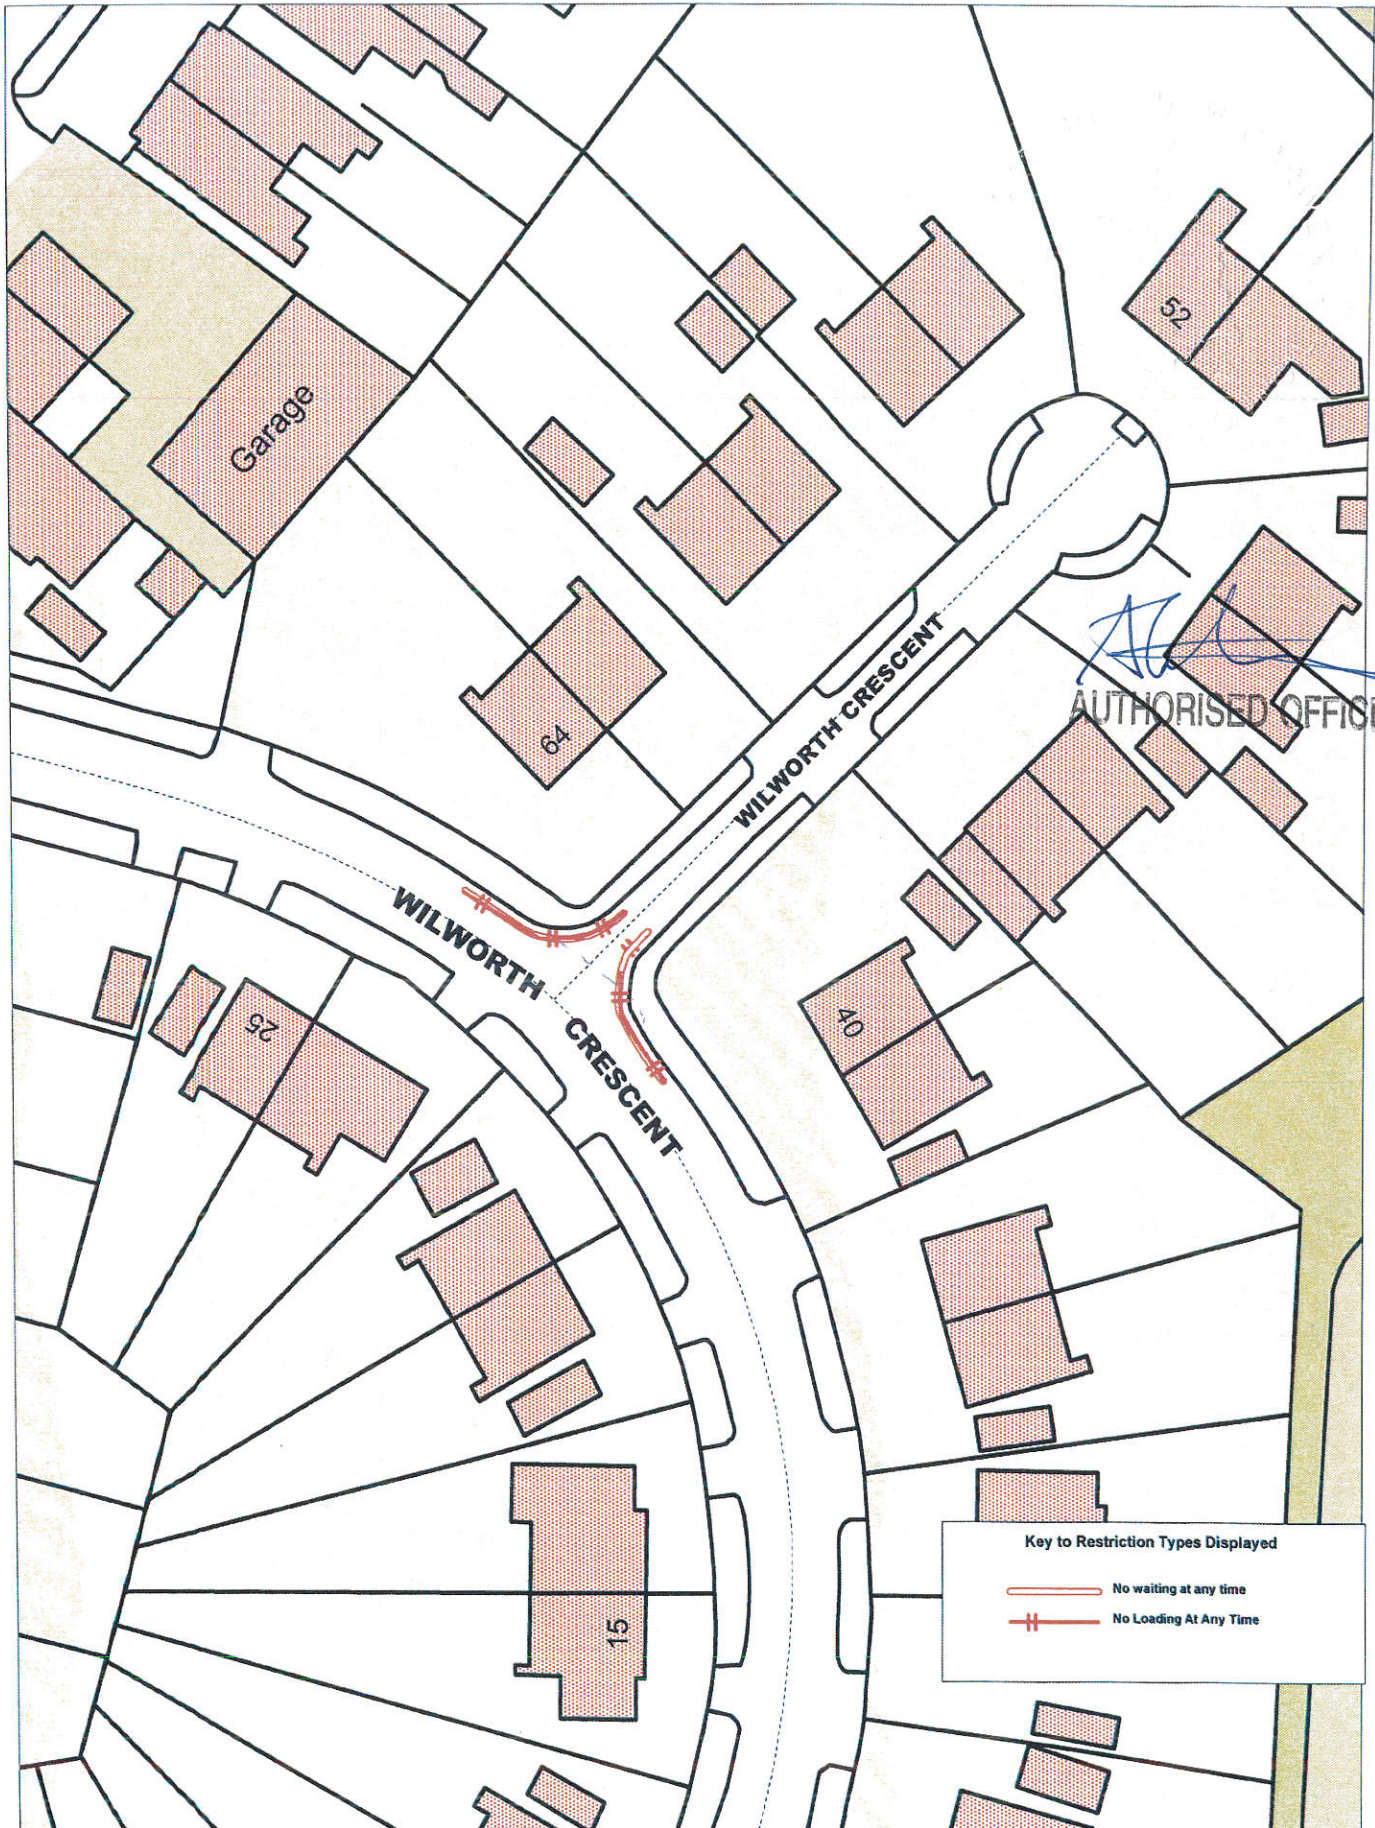 Garage
52
64
WILWORTH CRESCENT
AUTHORISED OFFIC
WILWORTH
CRESCENT
25
40
15
Key to Restriction Types Displayed
No waiting at any time
No Loading At Any Time